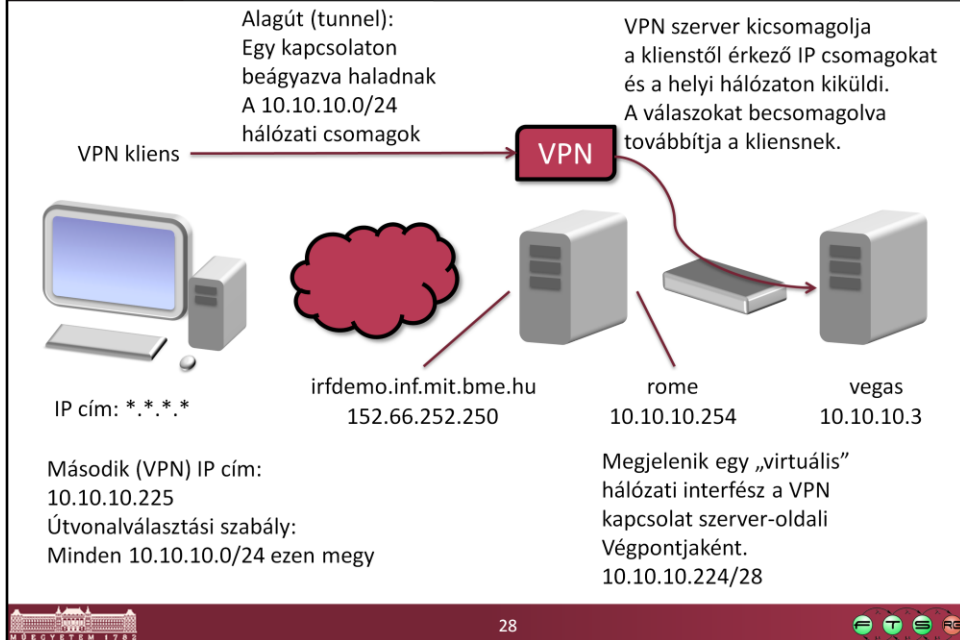 Alagút (tunnel):
Egy kapcsolaton
beágyazva haladnak
A 10.10.10.0/24
hálózati csomagok
VPN szerver kicsomagolja
a klienstől érkező IP csomagokat
és a helyi hálózaton kiküldi.
A válaszokat becsomagolva
továbbítja a kliensnek.
VPN kliens
VPN
IP cím: *.*.*.*
irfdemo.inf.mit.bme.hu
152.66.252.250
rome
10.10.10.254
vegas
10.10.10.3
Második (VPN) IP cím:
10.10.10.225
Útvonalválasztási szabály:
Minden 10.10.10.0/24 ezen megy
Megjelenik egy „virtuális”
hálózati interfész a VPN
kapcsolat szerver-oldali
Végpontjaként.
10.10.10.224/28
MŰEGYETEM 1782
28
F T S RG